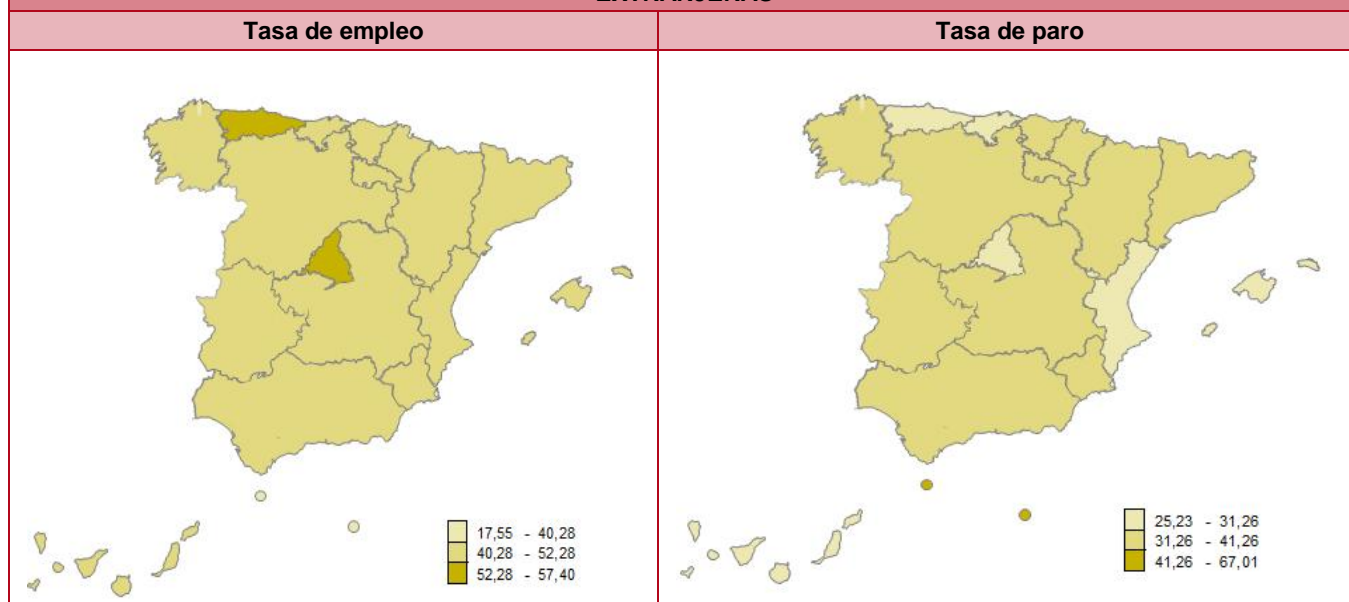 Tasa de empleo
Tasa de paro
17,55 - 40,28
40,28 - 52,28
52,28 - 57,40
25,23 - 31,26
31,26 - 41,26
41,26 - 67,01